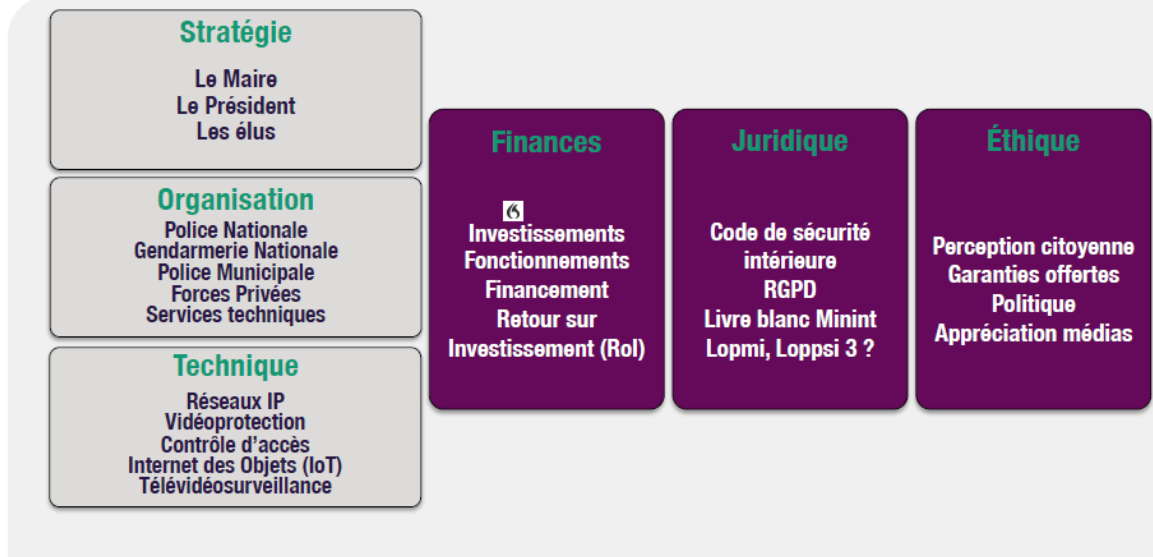 Stratégie
Le Maire
Le Président
Les élus
Organisation
Police Nationale
Gendarmerie Nationale
Police Municipale
Forces Privées
Services techniques
Technique
Réseaux IP
Vidéoprotection
Contrôle d'accès
Internet des Objets (IoT)
Télévidéosurveillance
Finances
Investissements
Fonctionnements
Financement
Retour sur
Investissement (RoI)
Juridique
Code de sécurité
intérieure
RGPD
Livre blanc Minint
Lopmi, Loppsi 3 ?
Éthique
Perception citoyenne
Garanties offertes
Politique
Appréciation médias